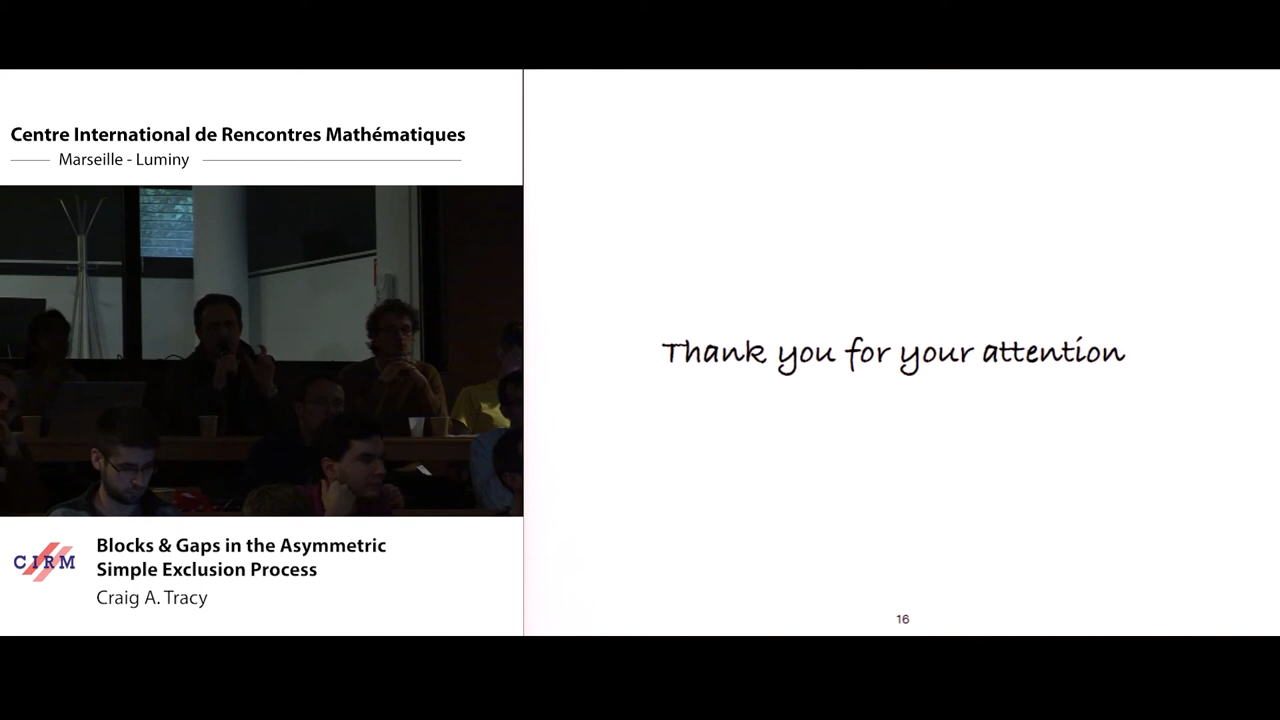 Centre International de Rencontres Mathématiques
Marseille - Luminy
CIRM
Blocks & Gaps in the Asymmetric
Simple Exclusion Process
Craig A. Tracy
Thank you for your attention
16